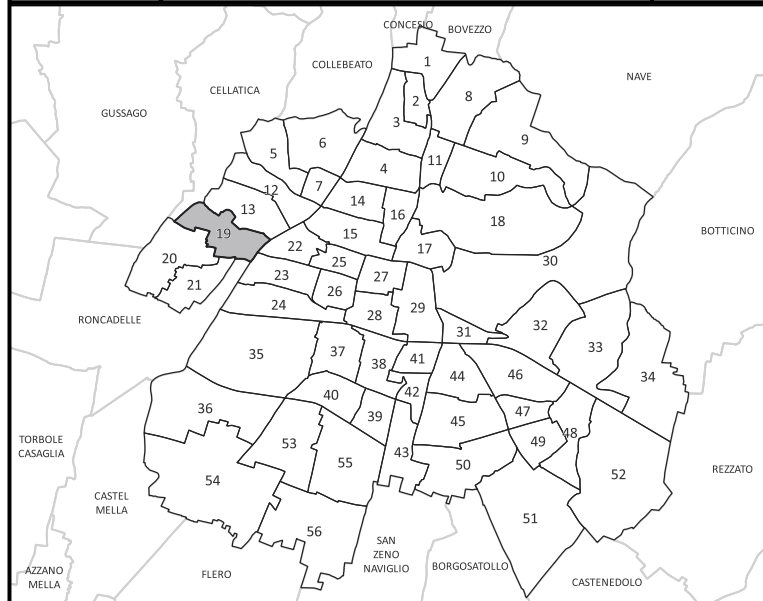 CONCESIO
BOVEZZO
1
COLLEBEATO
NAVE
CELLATICA
8
2
GUSSAGO
3
9
6
5
11
4
10
7
12
14
13
16
18
BOTTICINO
19
15
22
17
20
25
30
23
27
21
26
24
29
28
RONCADELLE
31
32
33
35
37
38
41
44
46
34
42
40
36
39
47
45
48
TORBOLE
CASAGLIA
53
49
43
55
50
REZZATO
52
54
CASTEL
MELLA
51
56
SAN
ZENO
NAVIGLIO
BORGOSATOLLO
AZZANO
MELLA
FLERO
CASTENEDOLO